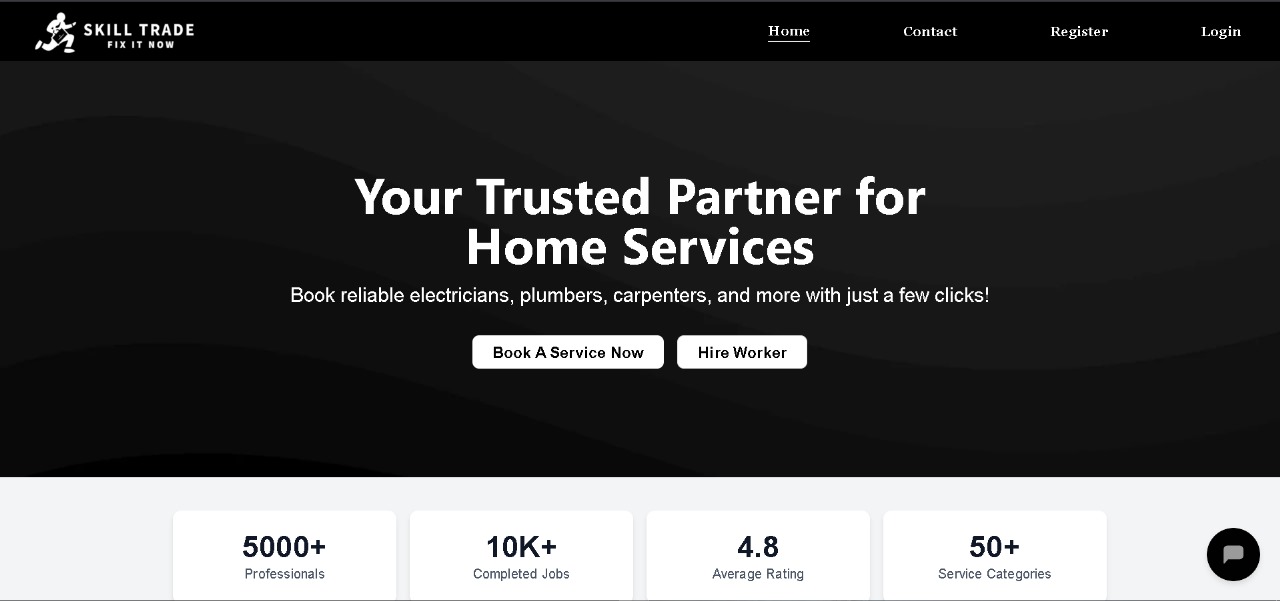 SKILL TRADE
FIX IT NOW
Home
Contact
Register
Login
Your Trusted Partner for
Home Services
Book reliable electricians, plumbers, carpenters, and more with just a few clicks!
Book A Service Now
Hire Worker
5000+
Professionals
10K+
Completed Jobs
4.8
Average Rating
50+
Service Categories